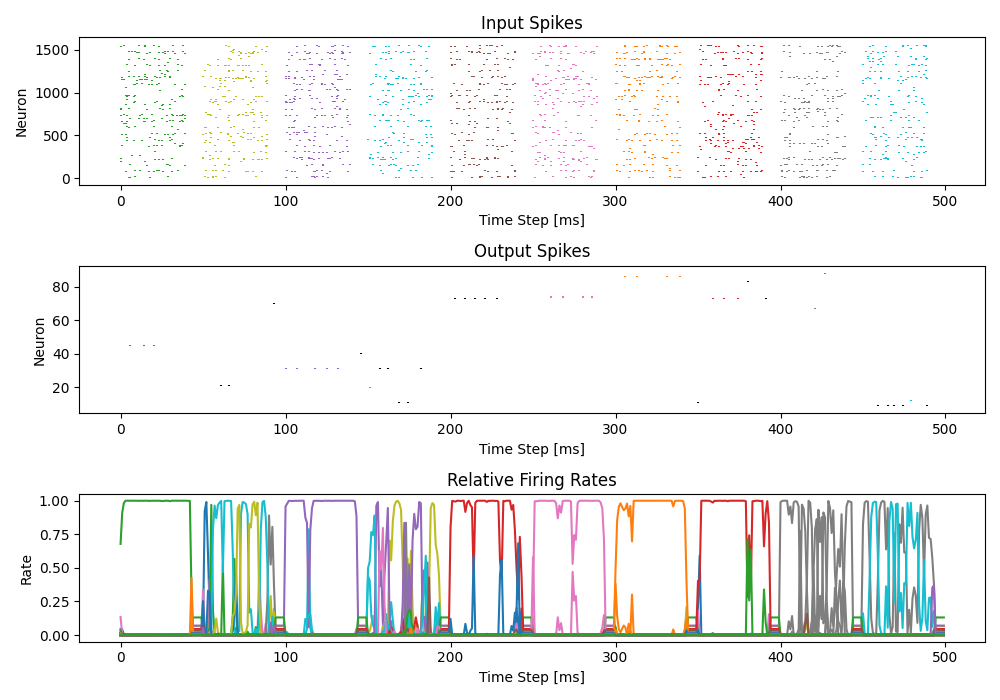 Input Spikes
1500
1000
500
0
Neuron
0 100 200 300 400 500
Time Step [ms]
Output Spikes
80
60
40
20
Neuron
0 100 200 300 400 500
Time Step [ms]
Relative Firing Rates
1.00
0.75
0.50
0.25
0.00
Rate
0 100 200 300 400 500
Time Step [ms]